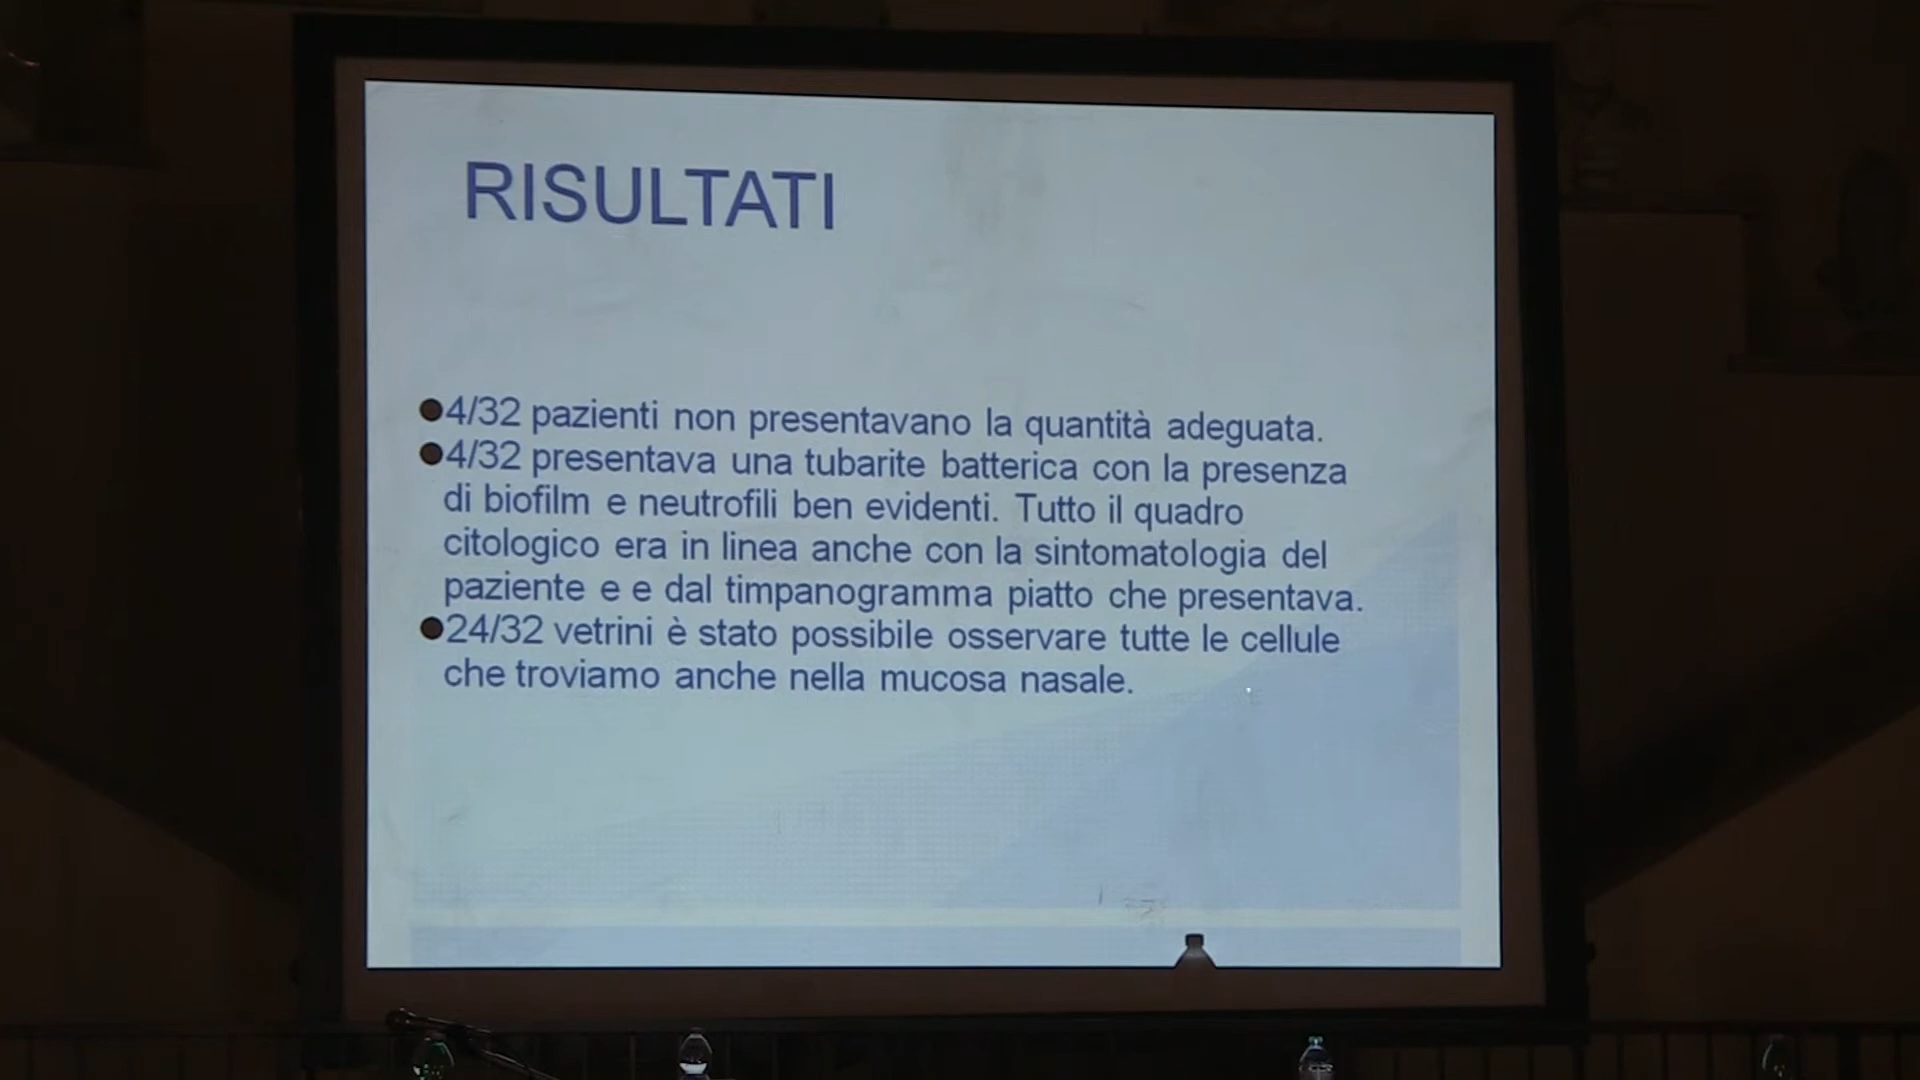 RISULTATI
●4/32 pazienti non presentavano la quantità adeguata.
●4/32 presentava una tubarite batterica con la presenza
di biofilm e neutrofili ben evidenti. Tutto il quadro
citologico era in linea anche con la sintomatologia del
paziente e e dal timpanogramma piatto che presentava.
●24/32 vetrini è stato possibile osservare tutte le cellule
che troviamo anche nella mucosa nasale.